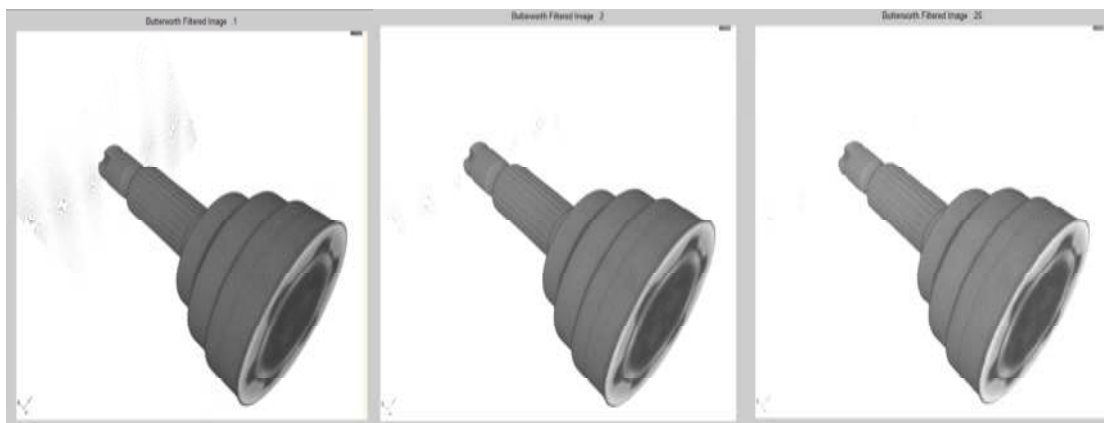 Butterworth Filtered Image .1
Butterworth Filtered Image .2
Butterworth Filtered Image .25